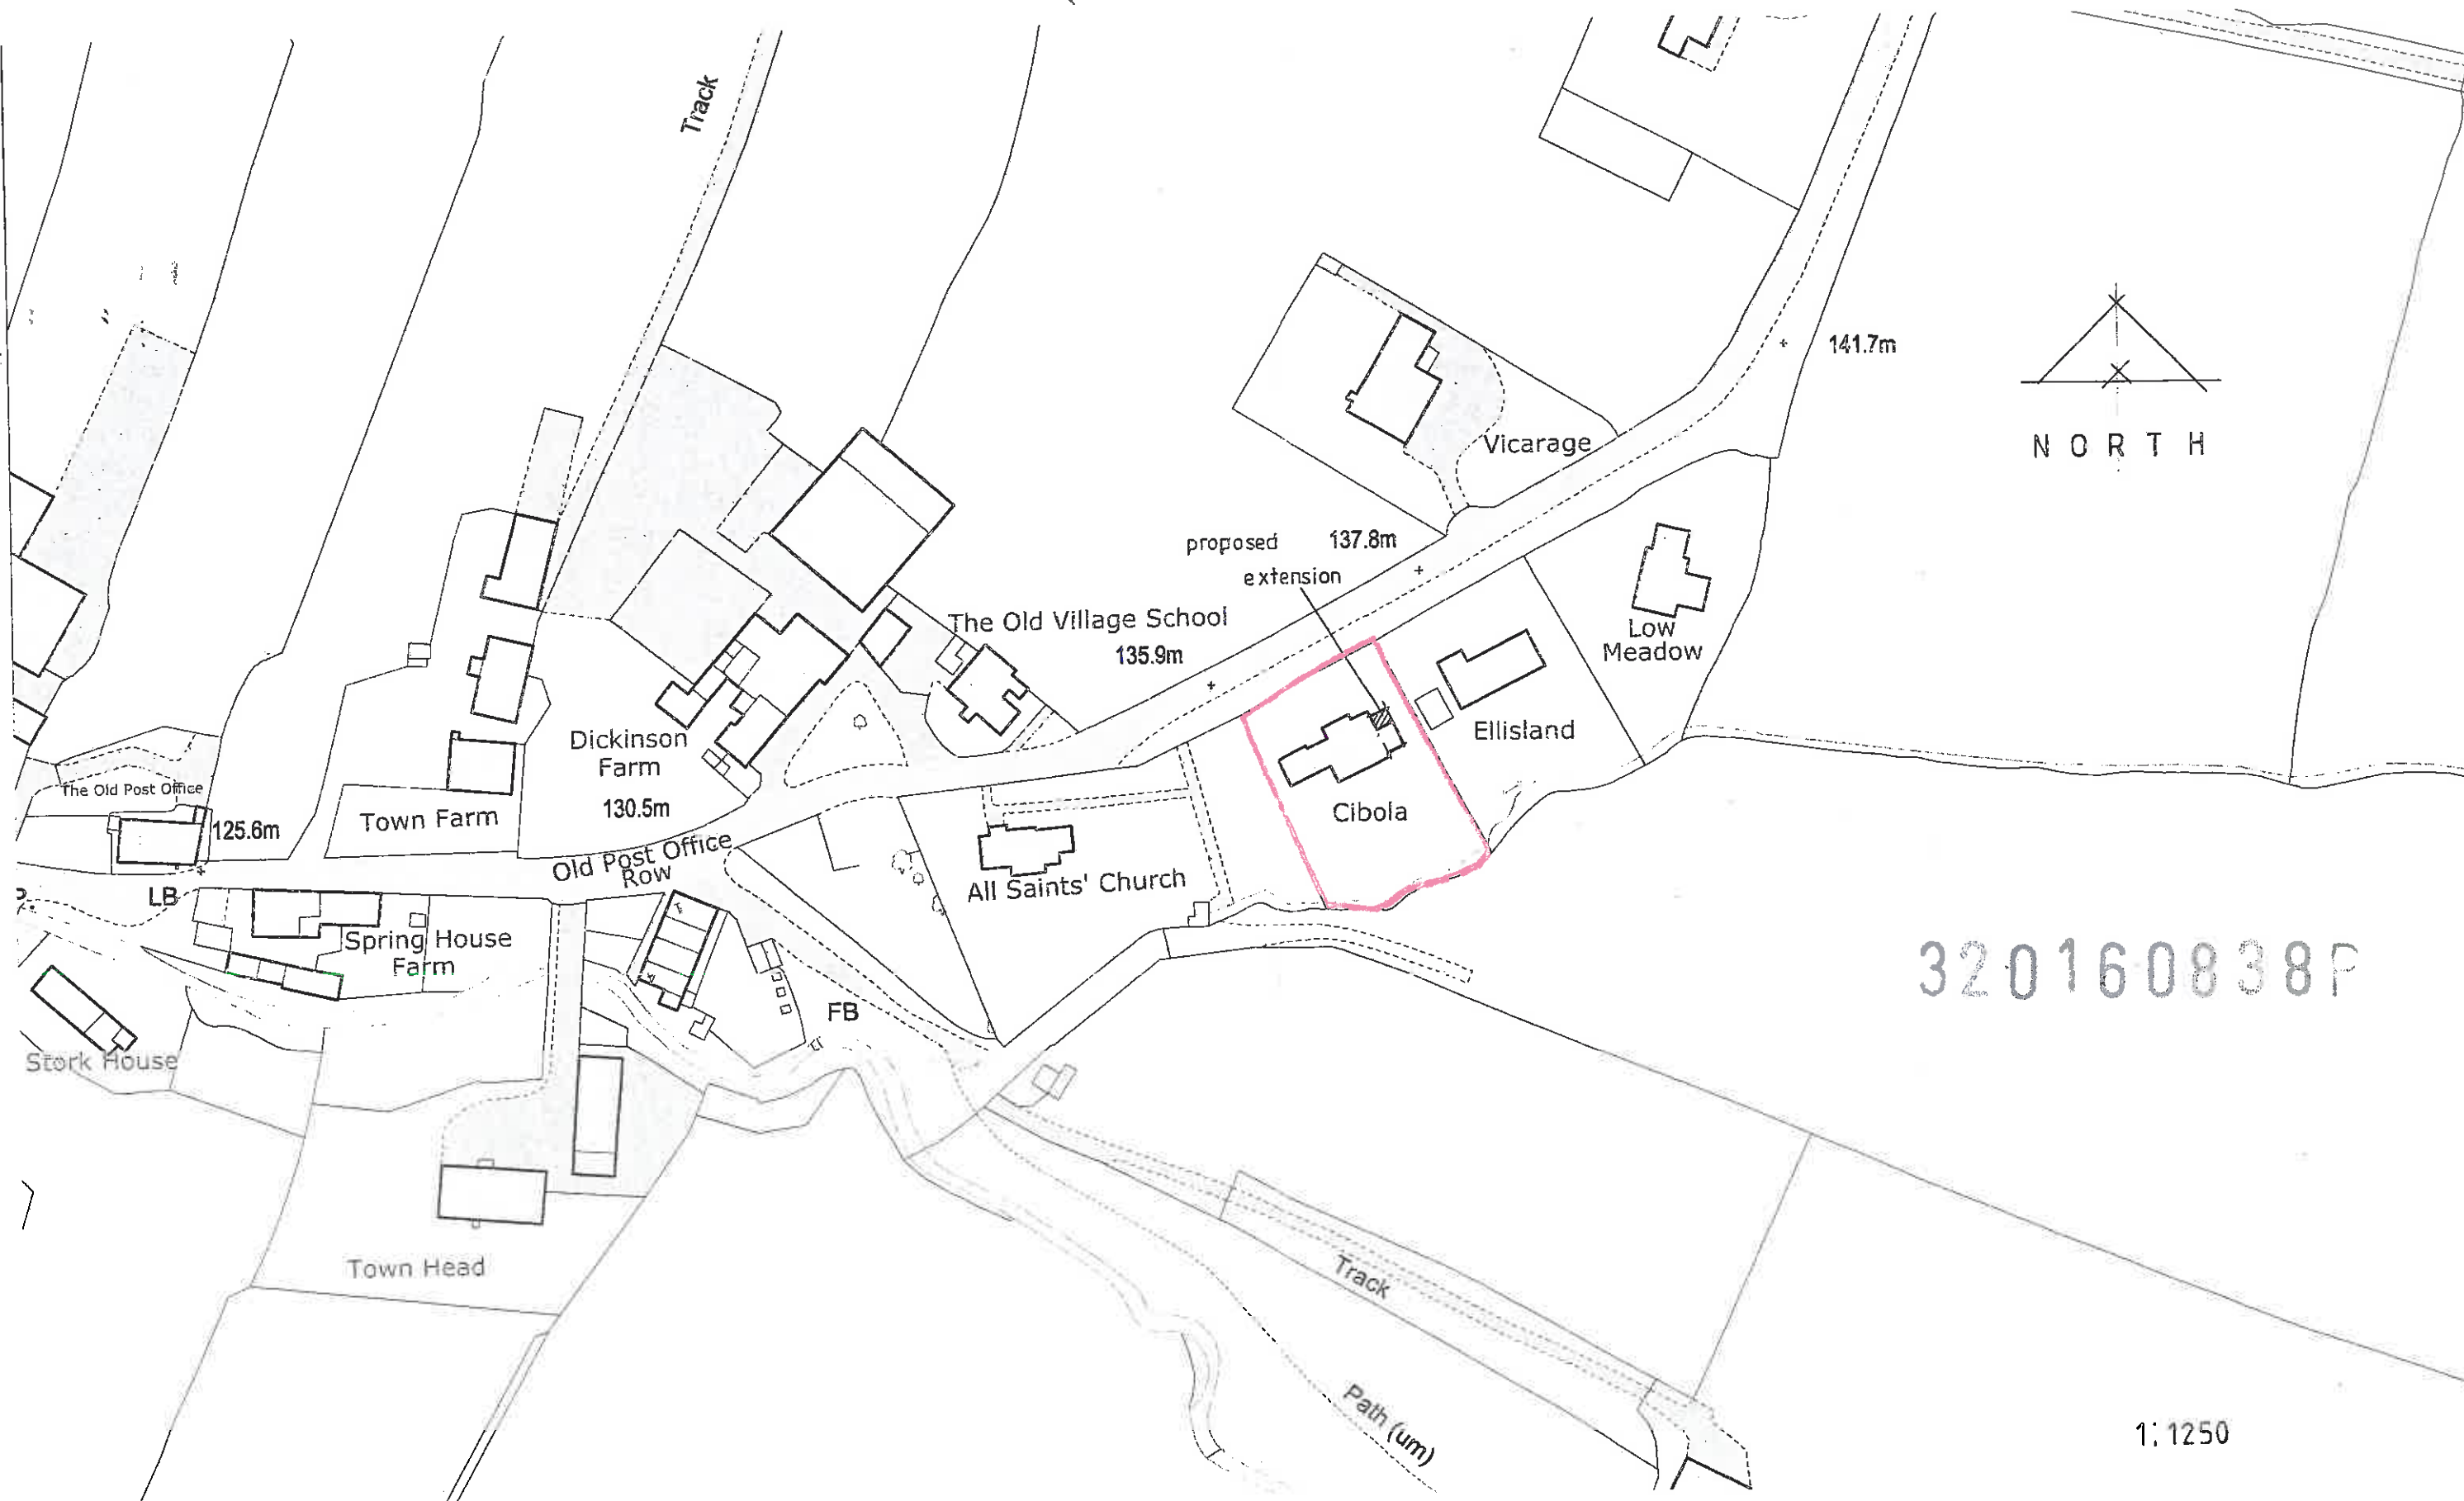 Track
141.7m
NORTH
Vicarage
proposed
extension
137.8m
The Old Village School
135.9m
Low
Meadow
Ellisland
Cibola
Dickinson
Farm
130.5m
The Old Post Office
125.6m
Town Farm
Old Post Office
Row
All Saints' Church
LB
Spring House
Farm
FB
Stork House
320160838P
Town Head
Track
Path (um)
1:1250